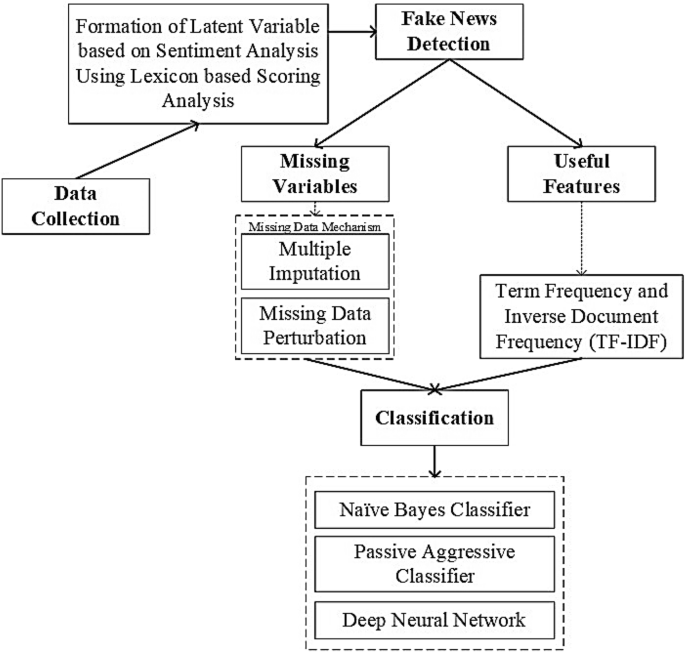 Formation of Latent Variable
based on Sentiment Analysis
Using Lexicon based Scoring
Analysis
Fake News
Detection
Data
Collection
Missing
Variables
Useful
Features
Missing Data Mechanism
Multiple
Imputation
Missing Data
Perturbation
Term Frequency and
Inverse Document
Frequency (TF-IDF)
Classification
Naïve Bayes Classifier
Passive Aggressive
Classifier
Deep Neural Network